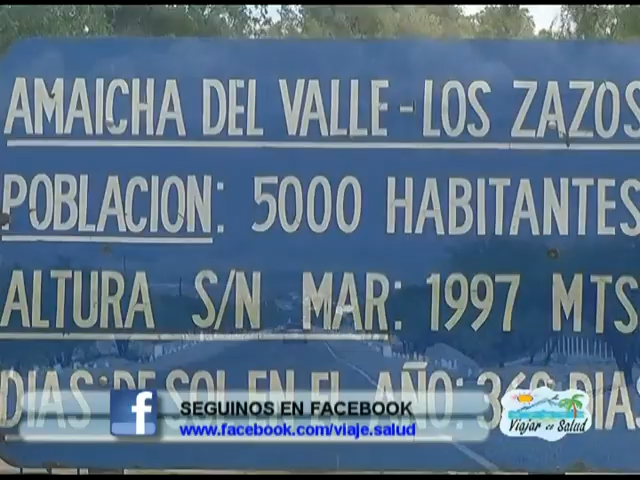 AMAICHA DEL VALLE - LOS ZAZOS
POBLACION: 5000 HABITANTES
ALTURA S/N MAR: 1997 MTS
DIAS DE SOL EN EL AÑO: 360 DIAS
f
SEGUINOS EN FACEBOOK
www.facebook.com/viaje.salud
Viajar es Salud